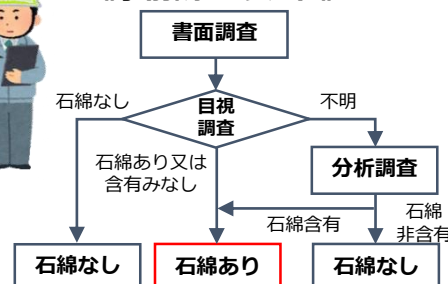 書面調査
石綿なし
目視
調査
不明
石綿あり又は
含有みなし
分析調査
石綿含有
石綿
非含有
石綿なし
石綿あり
石綿なし